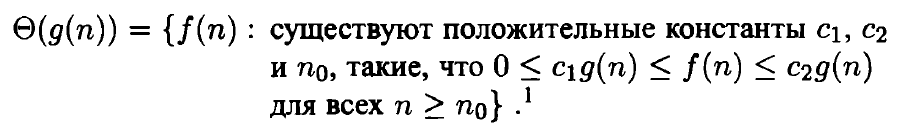 Θ(g(n)) = {f(n) : существуют положительные константы c₁, c₂
и n₀, такие, что 0 ≤ c₁g(n) ≤ f(n) ≤ c₂g(n)
для всех n ≥ n₀} .¹